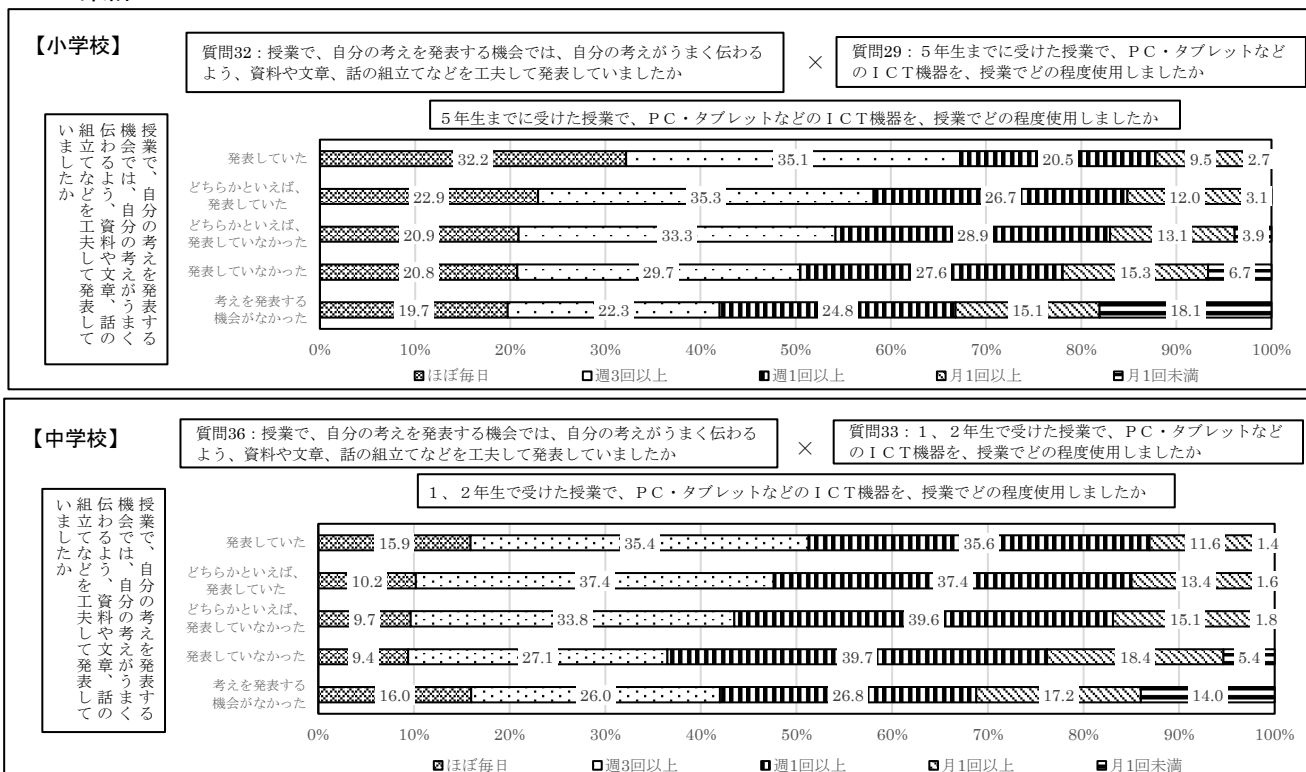 【小学校】
質問32：授業で、自分の考えを発表する機会では、自分の考えがうまく伝わる
よう、資料や文章、話の組立てなどを工夫して発表していましたか
×
質問29：５年生までに受けた授業で、ＰＣ・タブレットなど
のＩＣＴ機器を、授業でどの程度使用しましたか
５年生までに受けた授業で、ＰＣ・タブレットなどのＩＣＴ機器を、授業でどの程度使用しましたか
授業で、自分の考えを発表する
機会では、自分の考えがうまく
伝わるよう、資料や文章、話の
組立てなどを工夫して発表して
いましたか
発表していた
32.2 35.1 20.5 9.5 2.7
どちらかといえば、
発表していた
22.9 35.3 26.7 12.0 3.1
どちらかといえば、
発表していなかった
20.9 33.3 28.9 13.1 3.9
発表していなかった
20.8 29.7 27.6 15.3 6.7
考えを発表する
機会がなかった
19.7 22.3 24.8 15.1 18.1
0% 10% 20% 30% 40% 50% 60% 70% 80% 90% 100%
ほぼ毎日 週3回以上 週1回以上 月1回以上 月1回未満
【中学校】
質問36：授業で、自分の考えを発表する機会では、自分の考えがうまく伝わる
よう、資料や文章、話の組立てなどを工夫して発表していましたか
×
質問33：１、２年生で受けた授業で、ＰＣ・タブレットなど
のＩＣＴ機器を、授業でどの程度使用しましたか
１、２年生で受けた授業で、ＰＣ・タブレットなどのＩＣＴ機器を、授業でどの程度使用しましたか
授業で、自分の考えを発表する
機会では、自分の考えがうまく
伝わるよう、資料や文章、話の
組立てなどを工夫して発表して
いましたか
発表していた
15.9 35.4 35.6 11.6 1.4
どちらかといえば、
発表していた
10.2 37.4 37.4 13.4 1.6
どちらかといえば、
発表していなかった
9.7 33.8 39.6 15.1 1.8
発表していなかった
9.4 27.1 39.7 18.4 5.4
考えを発表する
機会がなかった
16.0 26.0 26.8 17.2 14.0
0% 10% 20% 30% 40% 50% 60% 70% 80% 90% 100%
ほぼ毎日 週3回以上 週1回以上 月1回以上 月1回未満